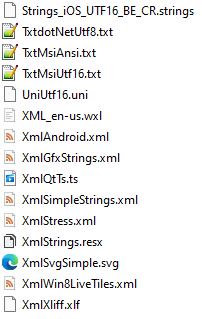 Strings_iOS_UTF16_BE_CR.strings
TxtdotNetUtf8.txt
TxtMsiAnsi.txt
TxtMsiUtf16.txt
UniUtf16.uni
XML_en-us.wxl
XmlAndroid.xml
XmlGfxStrings.xml
XmlQtTs.ts
XmlSimpleStrings.xml
XmlStress.xml
XmlStrings.resx
XmlSvgSimple.svg
XmlWin8LiveTiles.xml
XmlXliff.xlf